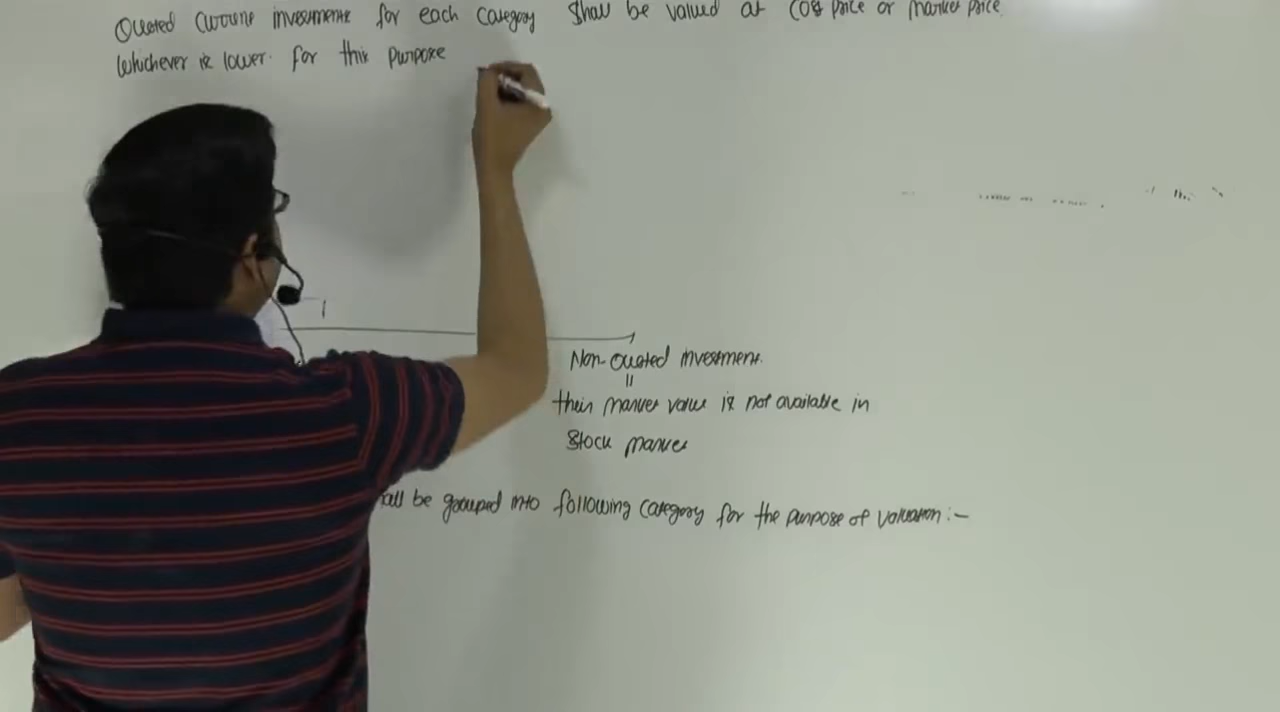 Quoted Current investments for each category shall be valued at cost price or market price.
whichever is lower. for this purpose
Non-Quoted investment.
their market value is not available in
Stock market
all be grouped into following category for the purpose of valuation :-